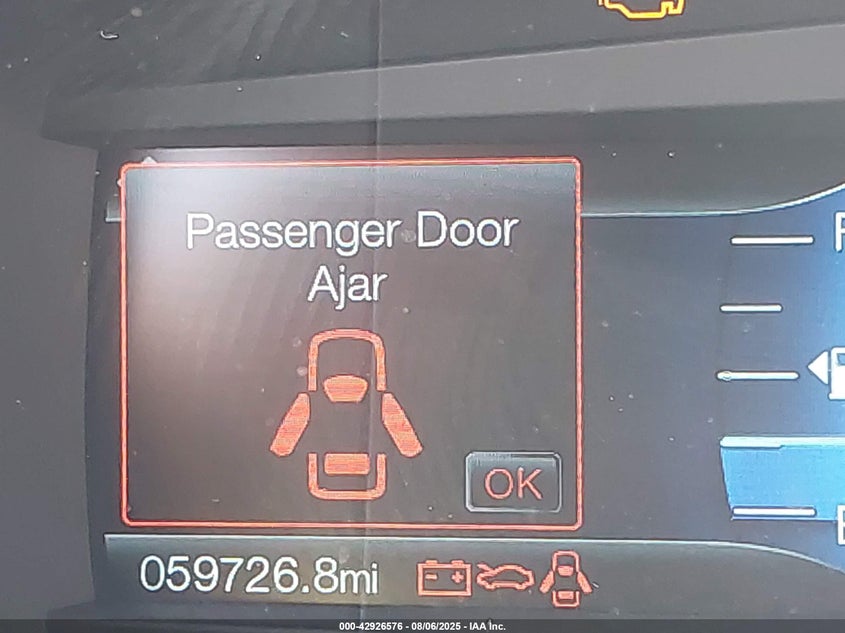 Passenger Door
Ajar
OK
059726.8mi
000-42926576 - 08/06/2025 - IAA Inc.